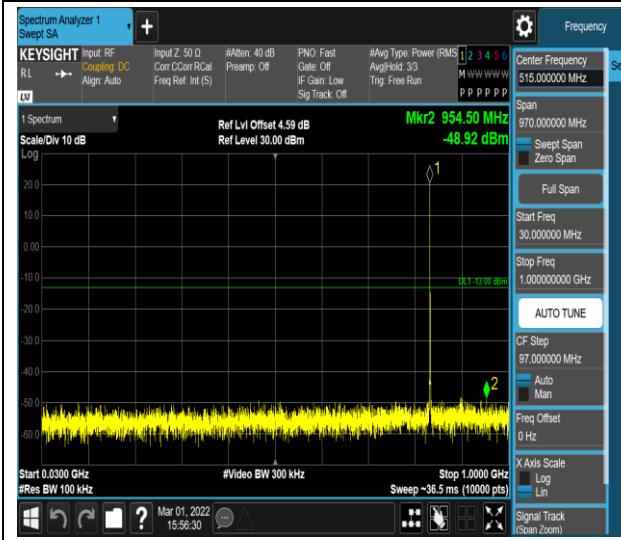 Spectrum Analyzer 1
Swept SA
+
Frequency
KEYSIGHT
RL
LXI
Input: RF
Coupling: DC
Align: Auto
Input Z: 50 Ω
Corr CCorr RCal
Freq Ref: Int (S)
#Atten: 40 dB
Preamp: Off
PNO: Fast
Gate: Off
IF Gain: Low
Sig Track: Off
#Avg Type: Power (RMS
Avg|Hold: 3/3
Trig: Free Run
1 2 3 4 5 6
M W W W W W
P P P P P P
1 Spectrum
Scale/Div 10 dB
Log
Ref Lvl Offset 4.59 dB
Ref Level 30.00 dBm
Mkr2 954.50 MHz
-48.92 dBm
1
20.0
10.0
0.00
-10.0
DL1 -13.00 dBm
-20.0
-30.0
-40.0
2
-50.0
-60.0
Start 0.0300 GHz
#Res BW 100 kHz
#Video BW 300 kHz
Stop 1.0000 GHz
Sweep ~36.5 ms (10000 pts)
Center Frequency
515.000000 MHz
Se
Span
970.000000 MHz
Swept Span
Zero Span
Full Span
Start Freq
30.000000 MHz
Stop Freq
1.000000000 GHz
AUTO TUNE
CF Step
97.000000 MHz
Auto
Man
Freq Offset
0 Hz
X Axis Scale
Log
Lin
Signal Track
(Span Zoom)
?
Mar 01, 2022
15:56:30